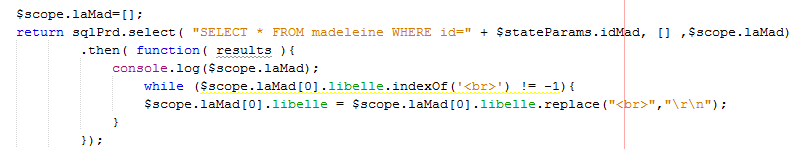 $scope.laMad=[];
return sqlPrd.select( "SELECT * FROM madeleine WHERE id=" + $stateParams.idMad, [] ,$scope.laMad)
.then( function( results ){
console.log($scope.laMad);
while ($scope.laMad[0].libelle.indexOf('<br>') != -1){
$scope.laMad[0].libelle = $scope.laMad[0].libelle.replace("<br>","\r\n");
}
});